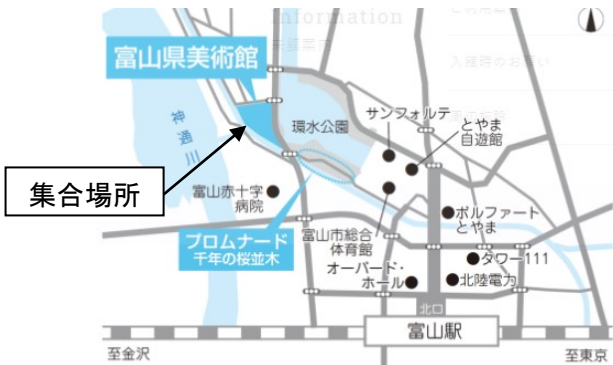 Information
富山県美術館
サンフォルテ
とやま
自遊館
環水公園
神通川
集合場所
富山赤十字
病院
ボルファート
とやま
プロムナード
千年の桜並木
富山市総合
体育館
タワー111
オーバード・
ホール
北陸電力
北口
富山駅
至金沢
至東京